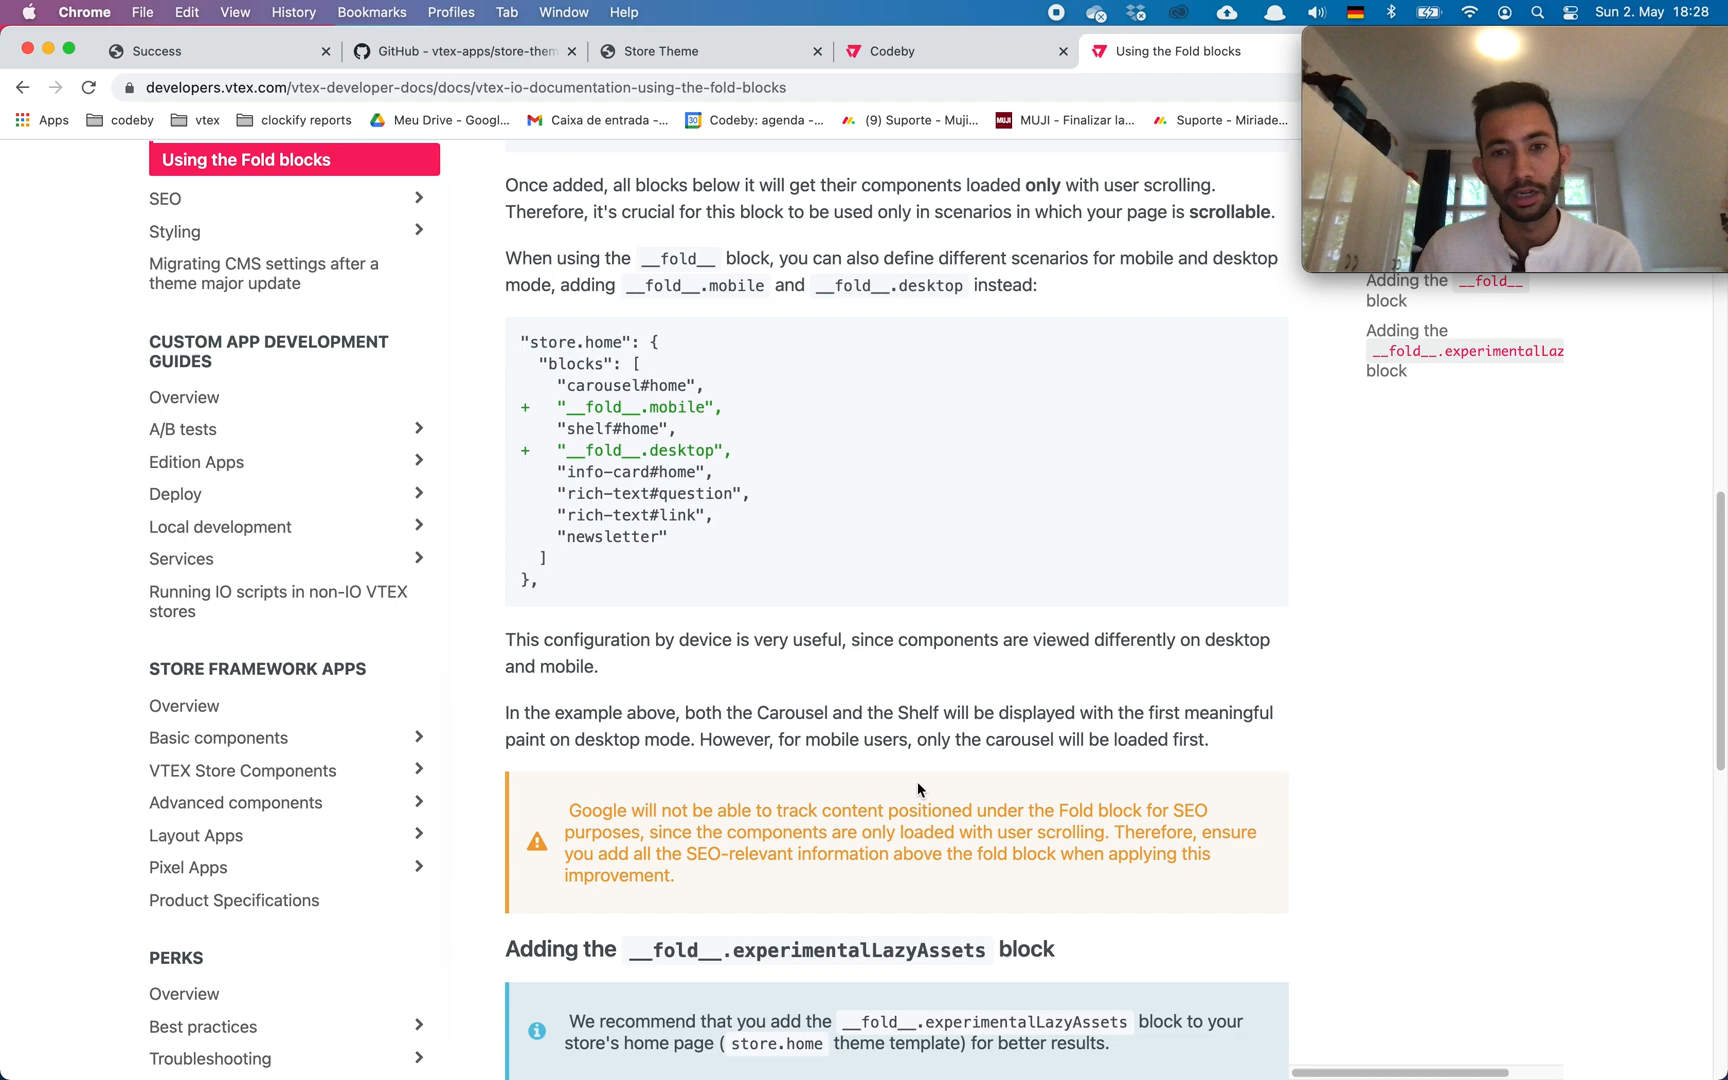 Chrome File Edit View History Bookmarks Profiles Tab Window Help Sun 2. May 18:28
Success GitHub - vtex-apps/store-them Store Theme Codeby Using the Fold blocks
developers.vtex.com/vtex-developer-docs/docs/vtex-io-documentation-using-the-fold-blocks
Apps codeby vtex clockify reports Meu Drive - Googl... Caixa de entrada -... 30 Codeby: agenda -... (9) Suporte - Muji... MUJI MUJI - Finalizar la... Suporte - Miriade...
Using the Fold blocks
SEO
Styling
Migrating CMS settings after a
theme major update
CUSTOM APP DEVELOPMENT
GUIDES
Overview
A/B tests
Edition Apps
Deploy
Local development
Services
Running IO scripts in non-IO VTEX
stores
STORE FRAMEWORK APPS
Overview
Basic components
VTEX Store Components
Advanced components
Layout Apps
Pixel Apps
Product Specifications
PERKS
Overview
Best practices
Troubleshooting
Once added, all blocks below it will get their components loaded only with user scrolling.
Therefore, it's crucial for this block to be used only in scenarios in which your page is scrollable.
When using the __fold__ block, you can also define different scenarios for mobile and desktop
mode, adding __fold__.mobile and __fold__.desktop instead:
"store.home": {
"blocks": [
"carousel#home",
+ "__fold__.mobile",
"shelf#home",
+ "__fold__.desktop",
"info-card#home",
"rich-text#question",
"rich-text#link",
"newsletter"
]
},
This configuration by device is very useful, since components are viewed differently on desktop
and mobile.
In the example above, both the Carousel and the Shelf will be displayed with the first meaningful
paint on desktop mode. However, for mobile users, only the carousel will be loaded first.
Google will not be able to track content positioned under the Fold block for SEO
purposes, since the components are only loaded with user scrolling. Therefore, ensure
you add all the SEO-relevant information above the fold block when applying this
improvement.
Adding the __fold__.experimentalLazyAssets block
We recommend that you add the __fold__.experimentalLazyAssets block to your
store's home page ( store.home theme template) for better results.
Adding the __fold__
block
Adding the
__fold__.experimentalLaz
block